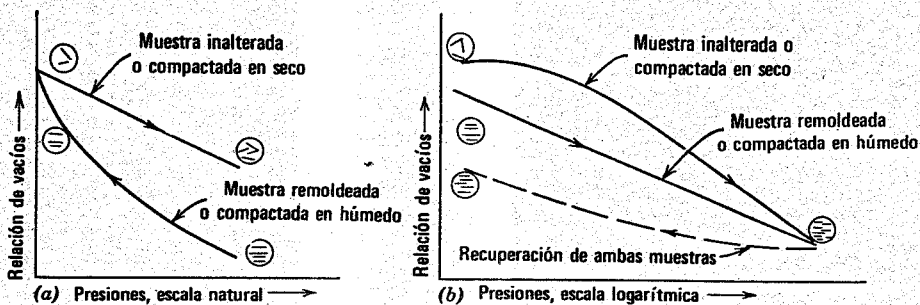 Muestra inalterada
o compactada en seco
Relación de vacíos
Muestra remoldeada
o compactada en húmedo
(a) Presiones, escala natural
Muestra inalterada o
compactada en seco
Relación de vacíos
Muestra remoldeada
o compactada en húmedo
Recuperación de ambas muestras
(b) Presiones, escala logarítmica